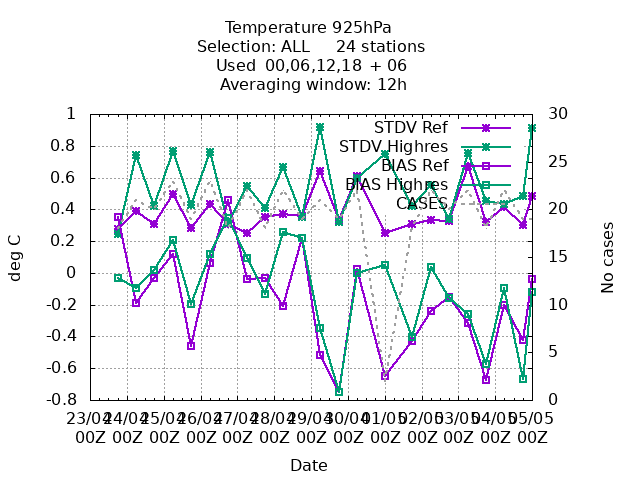 Temperature 925hPa
Selection: ALL 24 stations
Used 00,06,12,18 + 06
Averaging window: 12h
STDV Ref
STDV Highres
BIAS Ref
BIAS Highres
CASES
1
0.8
0.6
0.4
0.2
0
-0.2
-0.4
-0.6
-0.8
deg C
30
25
20
15
10
5
0
No cases
23/04 24/04 25/04 26/04 27/04 28/04 29/04 30/04 01/05 02/05 03/05 04/05 05/05
00Z 00Z 00Z 00Z 00Z 00Z 00Z 00Z 00Z 00Z 00Z 00Z 00Z
Date